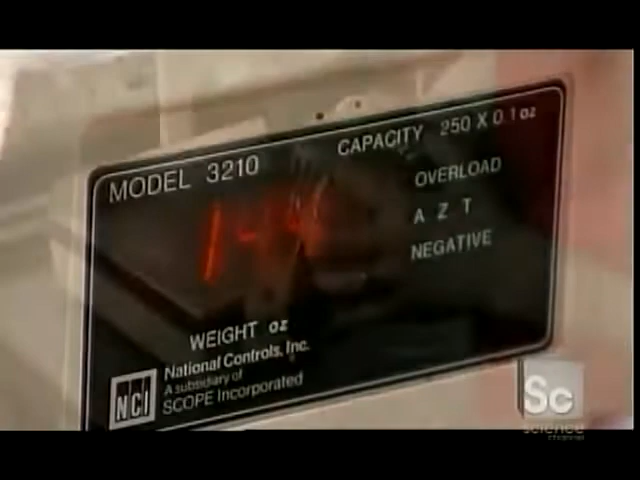 MODEL 3210
CAPACITY 250 X 0.1 oz
OVERLOAD
A Z T
NEGATIVE
WEIGHT oz
NCI
National Controls, Inc.
A subsidiary of
SCOPE Incorporated
Sc
science
channel